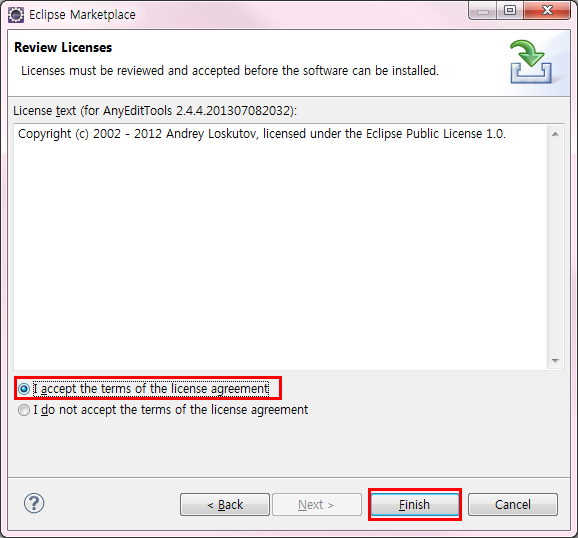 Eclipse Marketplace
Review Licenses
Licenses must be reviewed and accepted before the software can be installed.
License text (for AnyEditTools 2.4.4.201307082032):
Copyright (c) 2002 - 2012 Andrey Loskutov, licensed under the Eclipse Public License 1.0.
I accept the terms of the license agreement
I do not accept the terms of the license agreement
?
< Back
Next >
Finish
Cancel